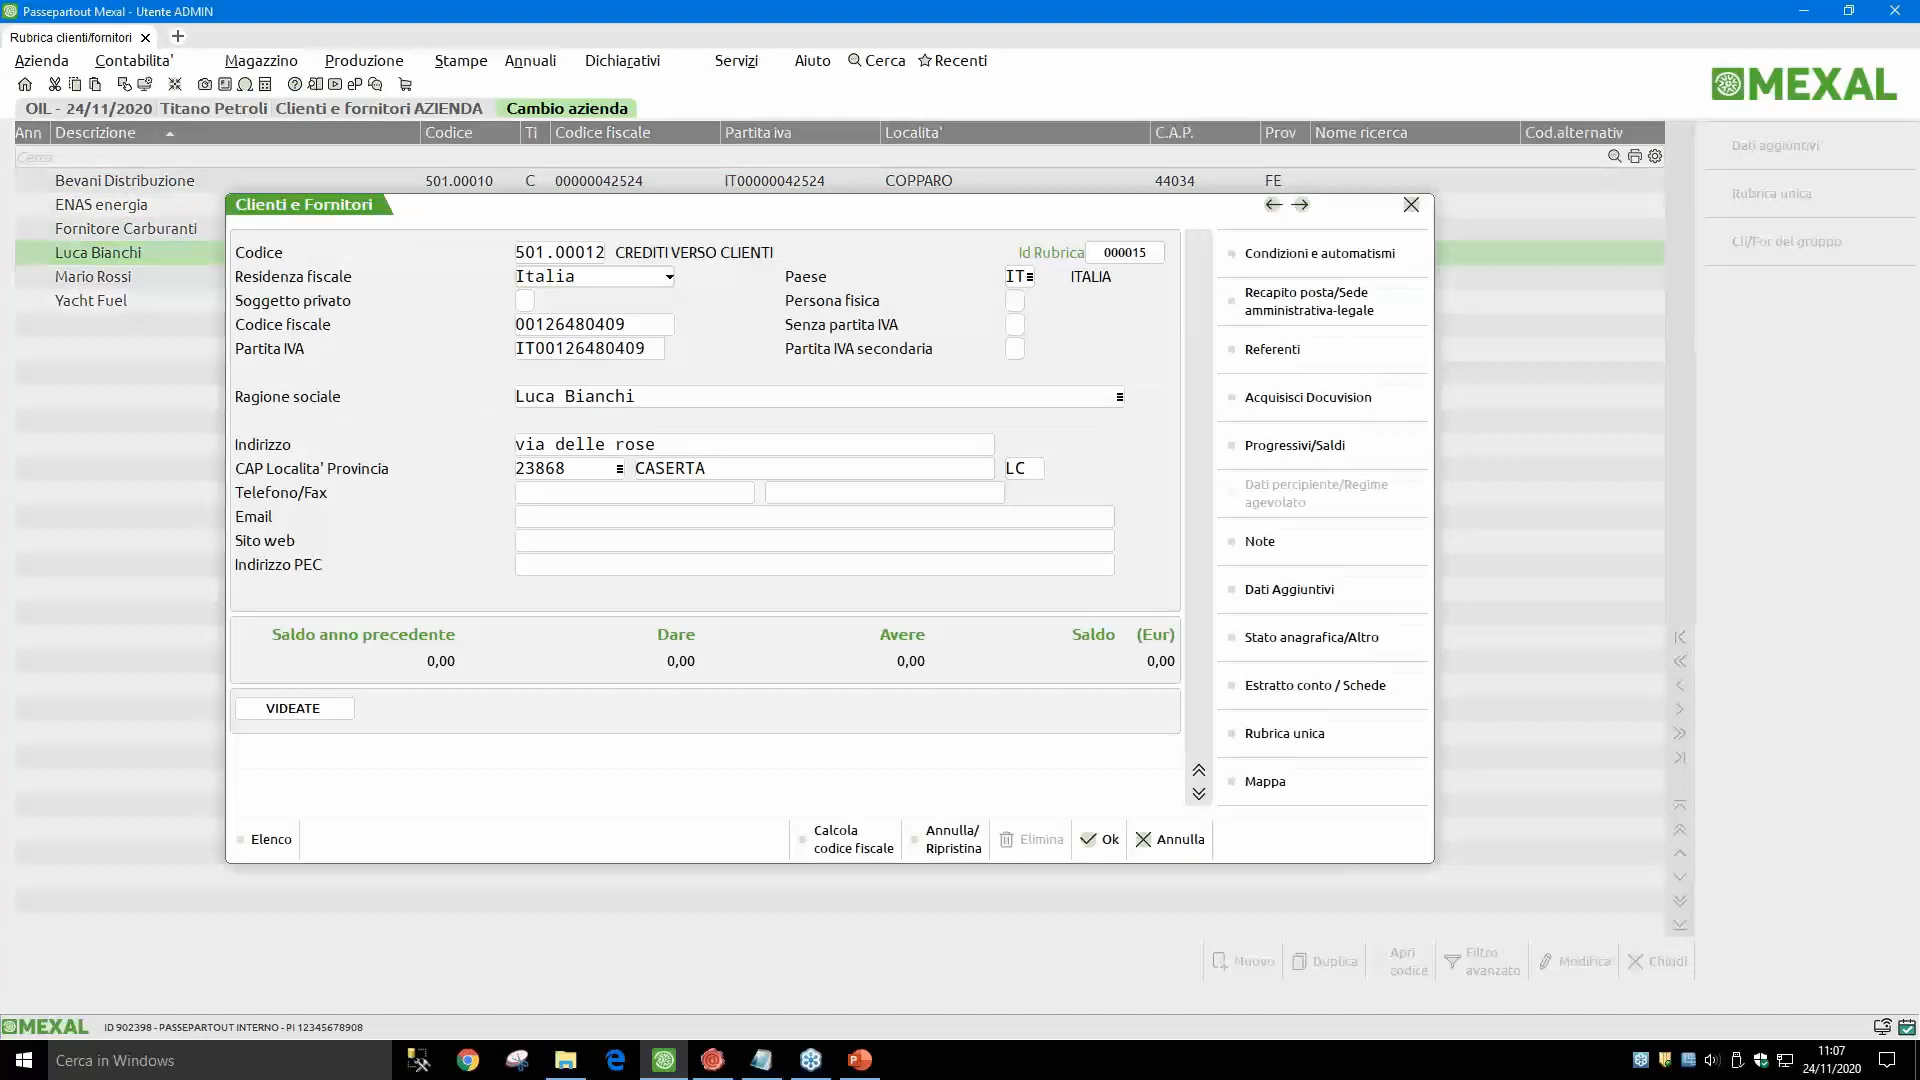 Passepartout Mexal - Utente ADMIN
Rubrica clienti/fornitori
Azienda Contabilita' Magazzino Produzione Stampe Annuali Dichiarativi Servizi Aiuto Cerca Recenti
MEXAL
OIL - 24/11/2020 Titano Petroli Clienti e fornitori AZIENDA Cambio azienda
Ann Descrizione Codice Ti Codice fiscale Partita iva Localita' C.A.P. Prov Nome ricerca Cod.alternativ
Cerca
Bevani Distribuzione 501.00010 C 00000042524 IT00000042524 COPPARO 44034 FE
ENAS energia
Fornitore Carburanti
Luca Bianchi
Mario Rossi
Yacht Fuel
Dati aggiuntivi
Rubrica unica
Cli/For del gruppo
Clienti e Fornitori
Codice 501.00012 CREDITI VERSO CLIENTI Id Rubrica 000015
Residenza fiscale Italia Paese IT ITALIA
Soggetto privato Persona fisica
Codice fiscale 00126480409 Senza partita IVA
Partita IVA IT00126480409 Partita IVA secondaria
Ragione sociale Luca Bianchi
Indirizzo via delle rose
CAP Localita' Provincia 23868 CASERTA LC
Telefono/Fax
Email
Sito web
Indirizzo PEC
Saldo anno precedente Dare Avere Saldo (Eur)
0,00 0,00 0,00 0,00
VIDEATE
Condizioni e automatismi
Recapito posta/Sede
amministrativa-legale
Referenti
Acquisisci Docuvision
Progressivi/Saldi
Dati percipiente/Regime
agevolato
Note
Dati Aggiuntivi
Stato anagrafica/Altro
Estratto conto / Schede
Rubrica unica
Mappa
Elenco
Calcola
codice fiscale
Annulla/
Ripristina
Elimina
Ok
Annulla
Nuovo
Duplica
Apri
codice
Filtro
avanzato
Modifica
Chiudi
MEXAL ID 902398 - PASSEPARTOUT INTERNO - PI 12345678908
Cerca in Windows
11:07
24/11/2020